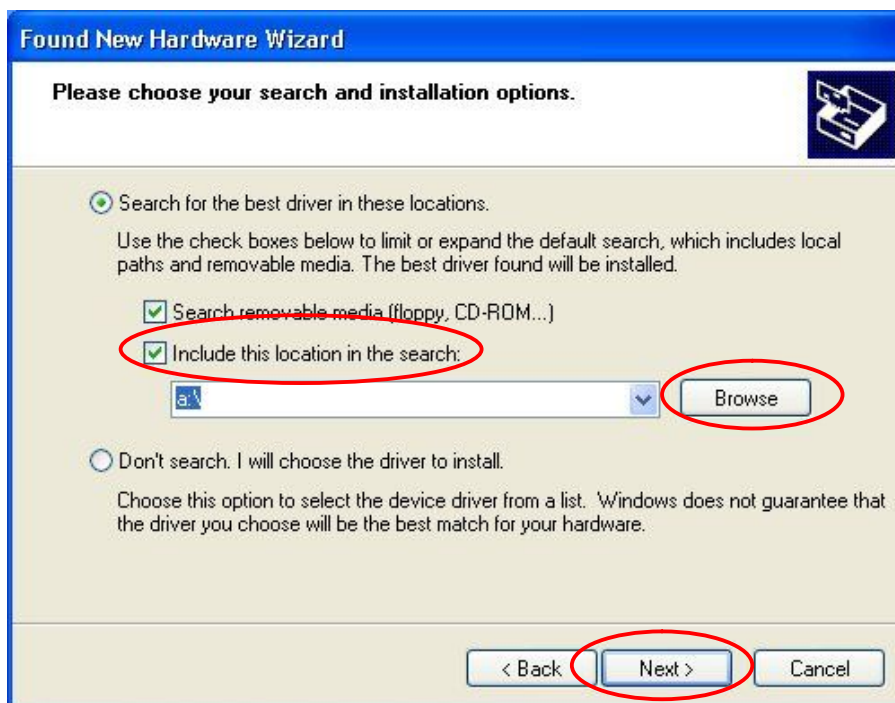 Found New Hardware Wizard
Please choose your search and installation options.
Search for the best driver in these locations.
Use the check boxes below to limit or expand the default search, which includes local
paths and removable media. The best driver found will be installed.
Search removable media (floppy, CD-ROM...)
Include this location in the search:
a:\
Browse
Don't search. I will choose the driver to install.
Choose this option to select the device driver from a list. Windows does not guarantee that
the driver you choose will be the best match for your hardware.
< Back Next > Cancel